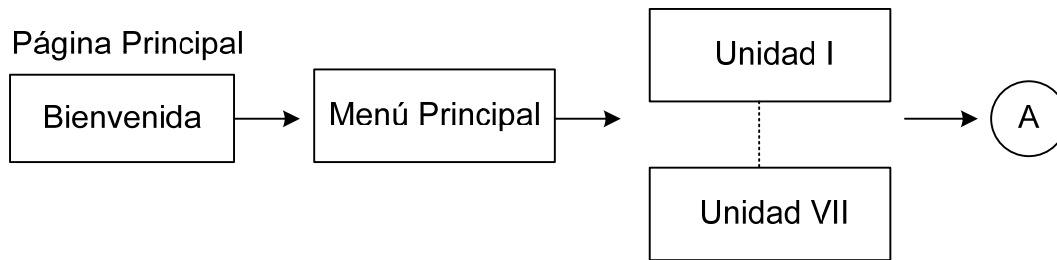 Página Principal
Bienvenida
Menú Principal
Unidad I
Unidad VII
A